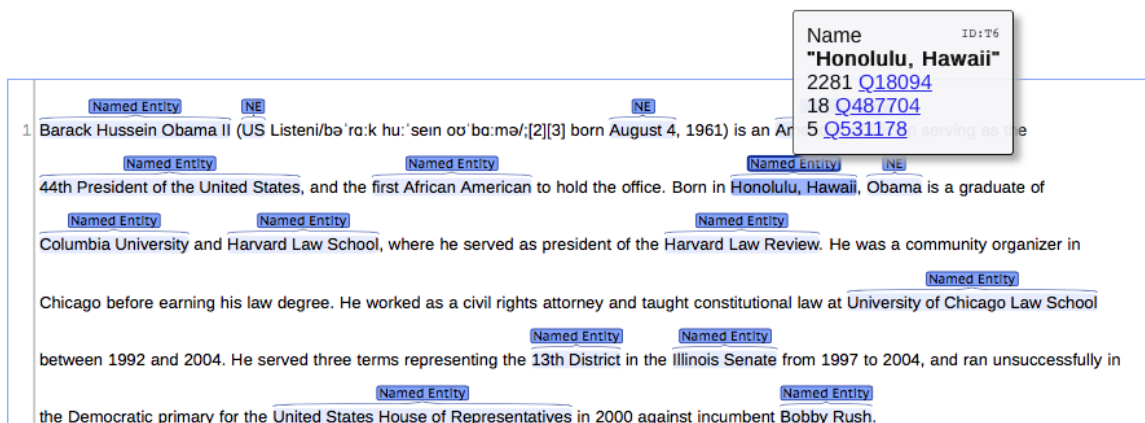 Name ID:T6
"Honolulu, Hawaii"
2281 Q18094
18 Q487704
5 Q531178
Named Entity NE NE
1 Barack Hussein Obama II (US Listeni/bəˈrɑːk huːˈseɪn oʊˈbɑːmə/;[2][3] born August 4, 1961) is an Am serving as the
Named Entity Named Entity Named Entity NE
44th President of the United States, and the first African American to hold the office. Born in Honolulu, Hawaii, Obama is a graduate of
Named Entity Named Entity Named Entity
Columbia University and Harvard Law School, where he served as president of the Harvard Law Review. He was a community organizer in
Named Entity
Chicago before earning his law degree. He worked as a civil rights attorney and taught constitutional law at University of Chicago Law School
Named Entity Named Entity
between 1992 and 2004. He served three terms representing the 13th District in the Illinois Senate from 1997 to 2004, and ran unsuccessfully in
Named Entity Named Entity
the Democratic primary for the United States House of Representatives in 2000 against incumbent Bobby Rush.